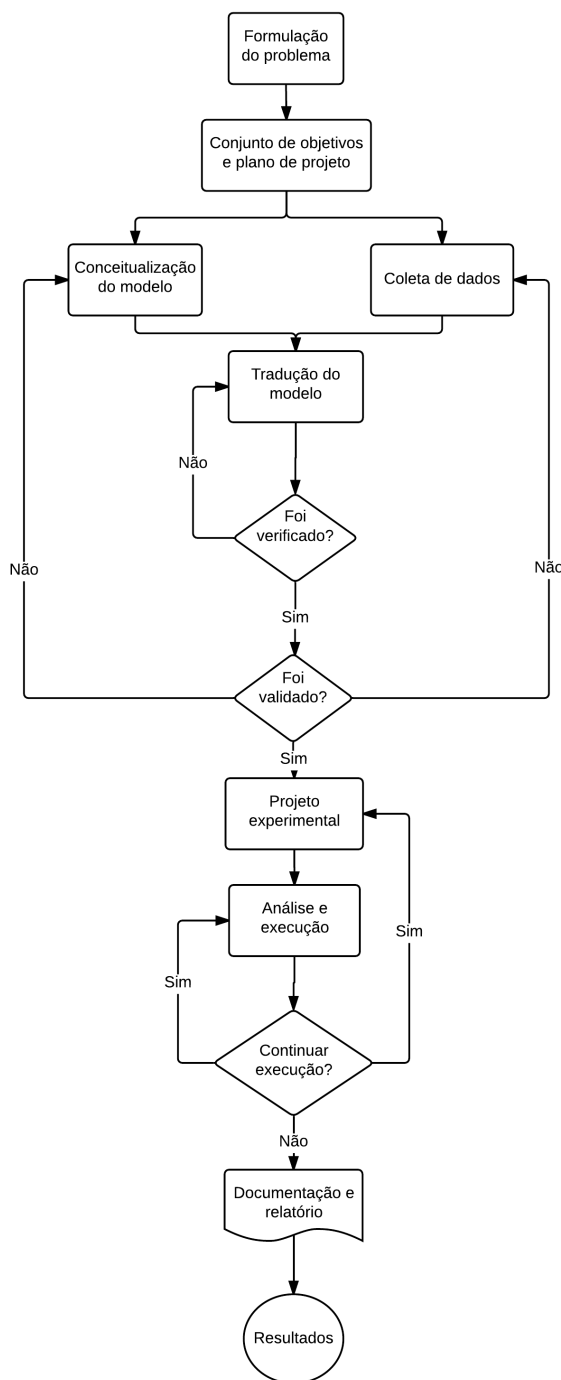 Formulação
do problema
Conjunto de objetivos
e plano de projeto
Conceitualização
do modelo
Coleta de dados
Tradução do
modelo
Não
Foi
verificado?
Não
Não
Sim
Foi
validado?
Sim
Projeto
experimental
Análise e
execução
Sim
Sim
Continuar
execução?
Não
Documentação e
relatório
Resultados